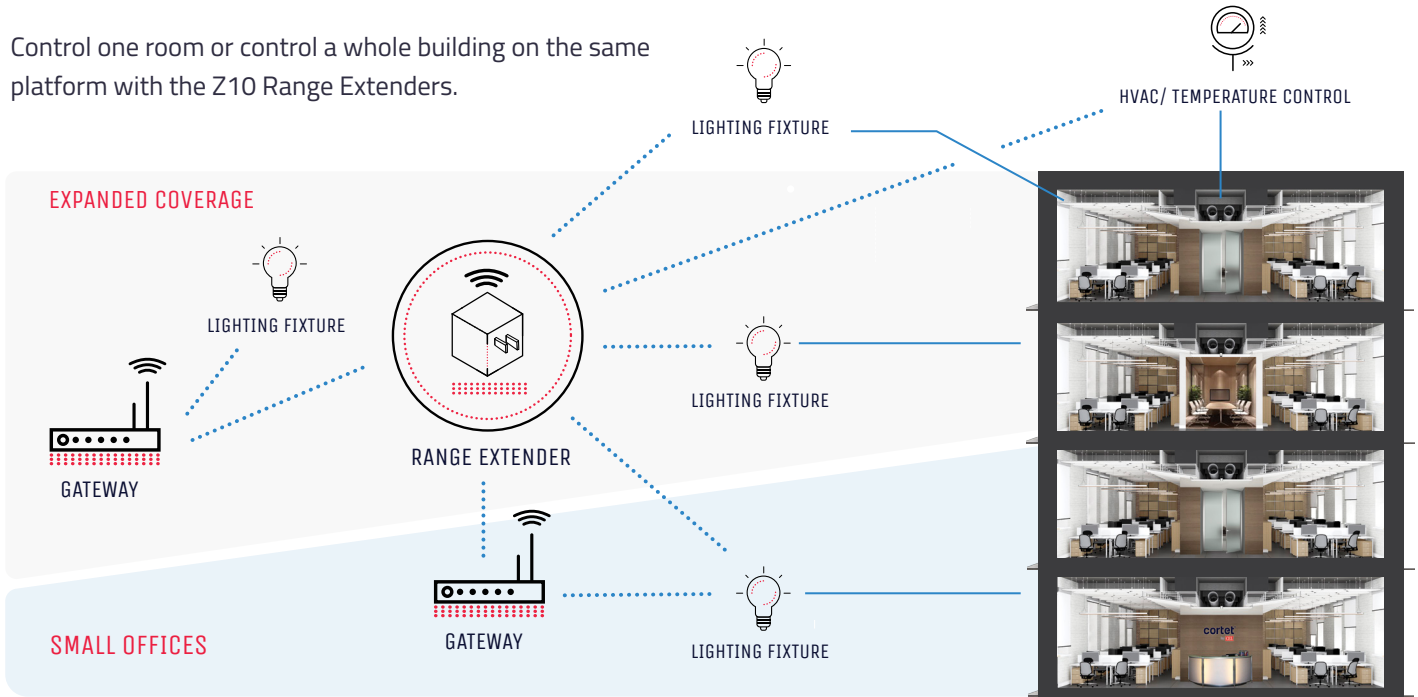 Control one room or control a whole building on the same
platform with the Z10 Range Extenders.
HVAC/ TEMPERATURE CONTROL
LIGHTING FIXTURE
EXPANDED COVERAGE
LIGHTING FIXTURE
LIGHTING FIXTURE
RANGE EXTENDER
GATEWAY
SMALL OFFICES
GATEWAY
LIGHTING FIXTURE
cortet